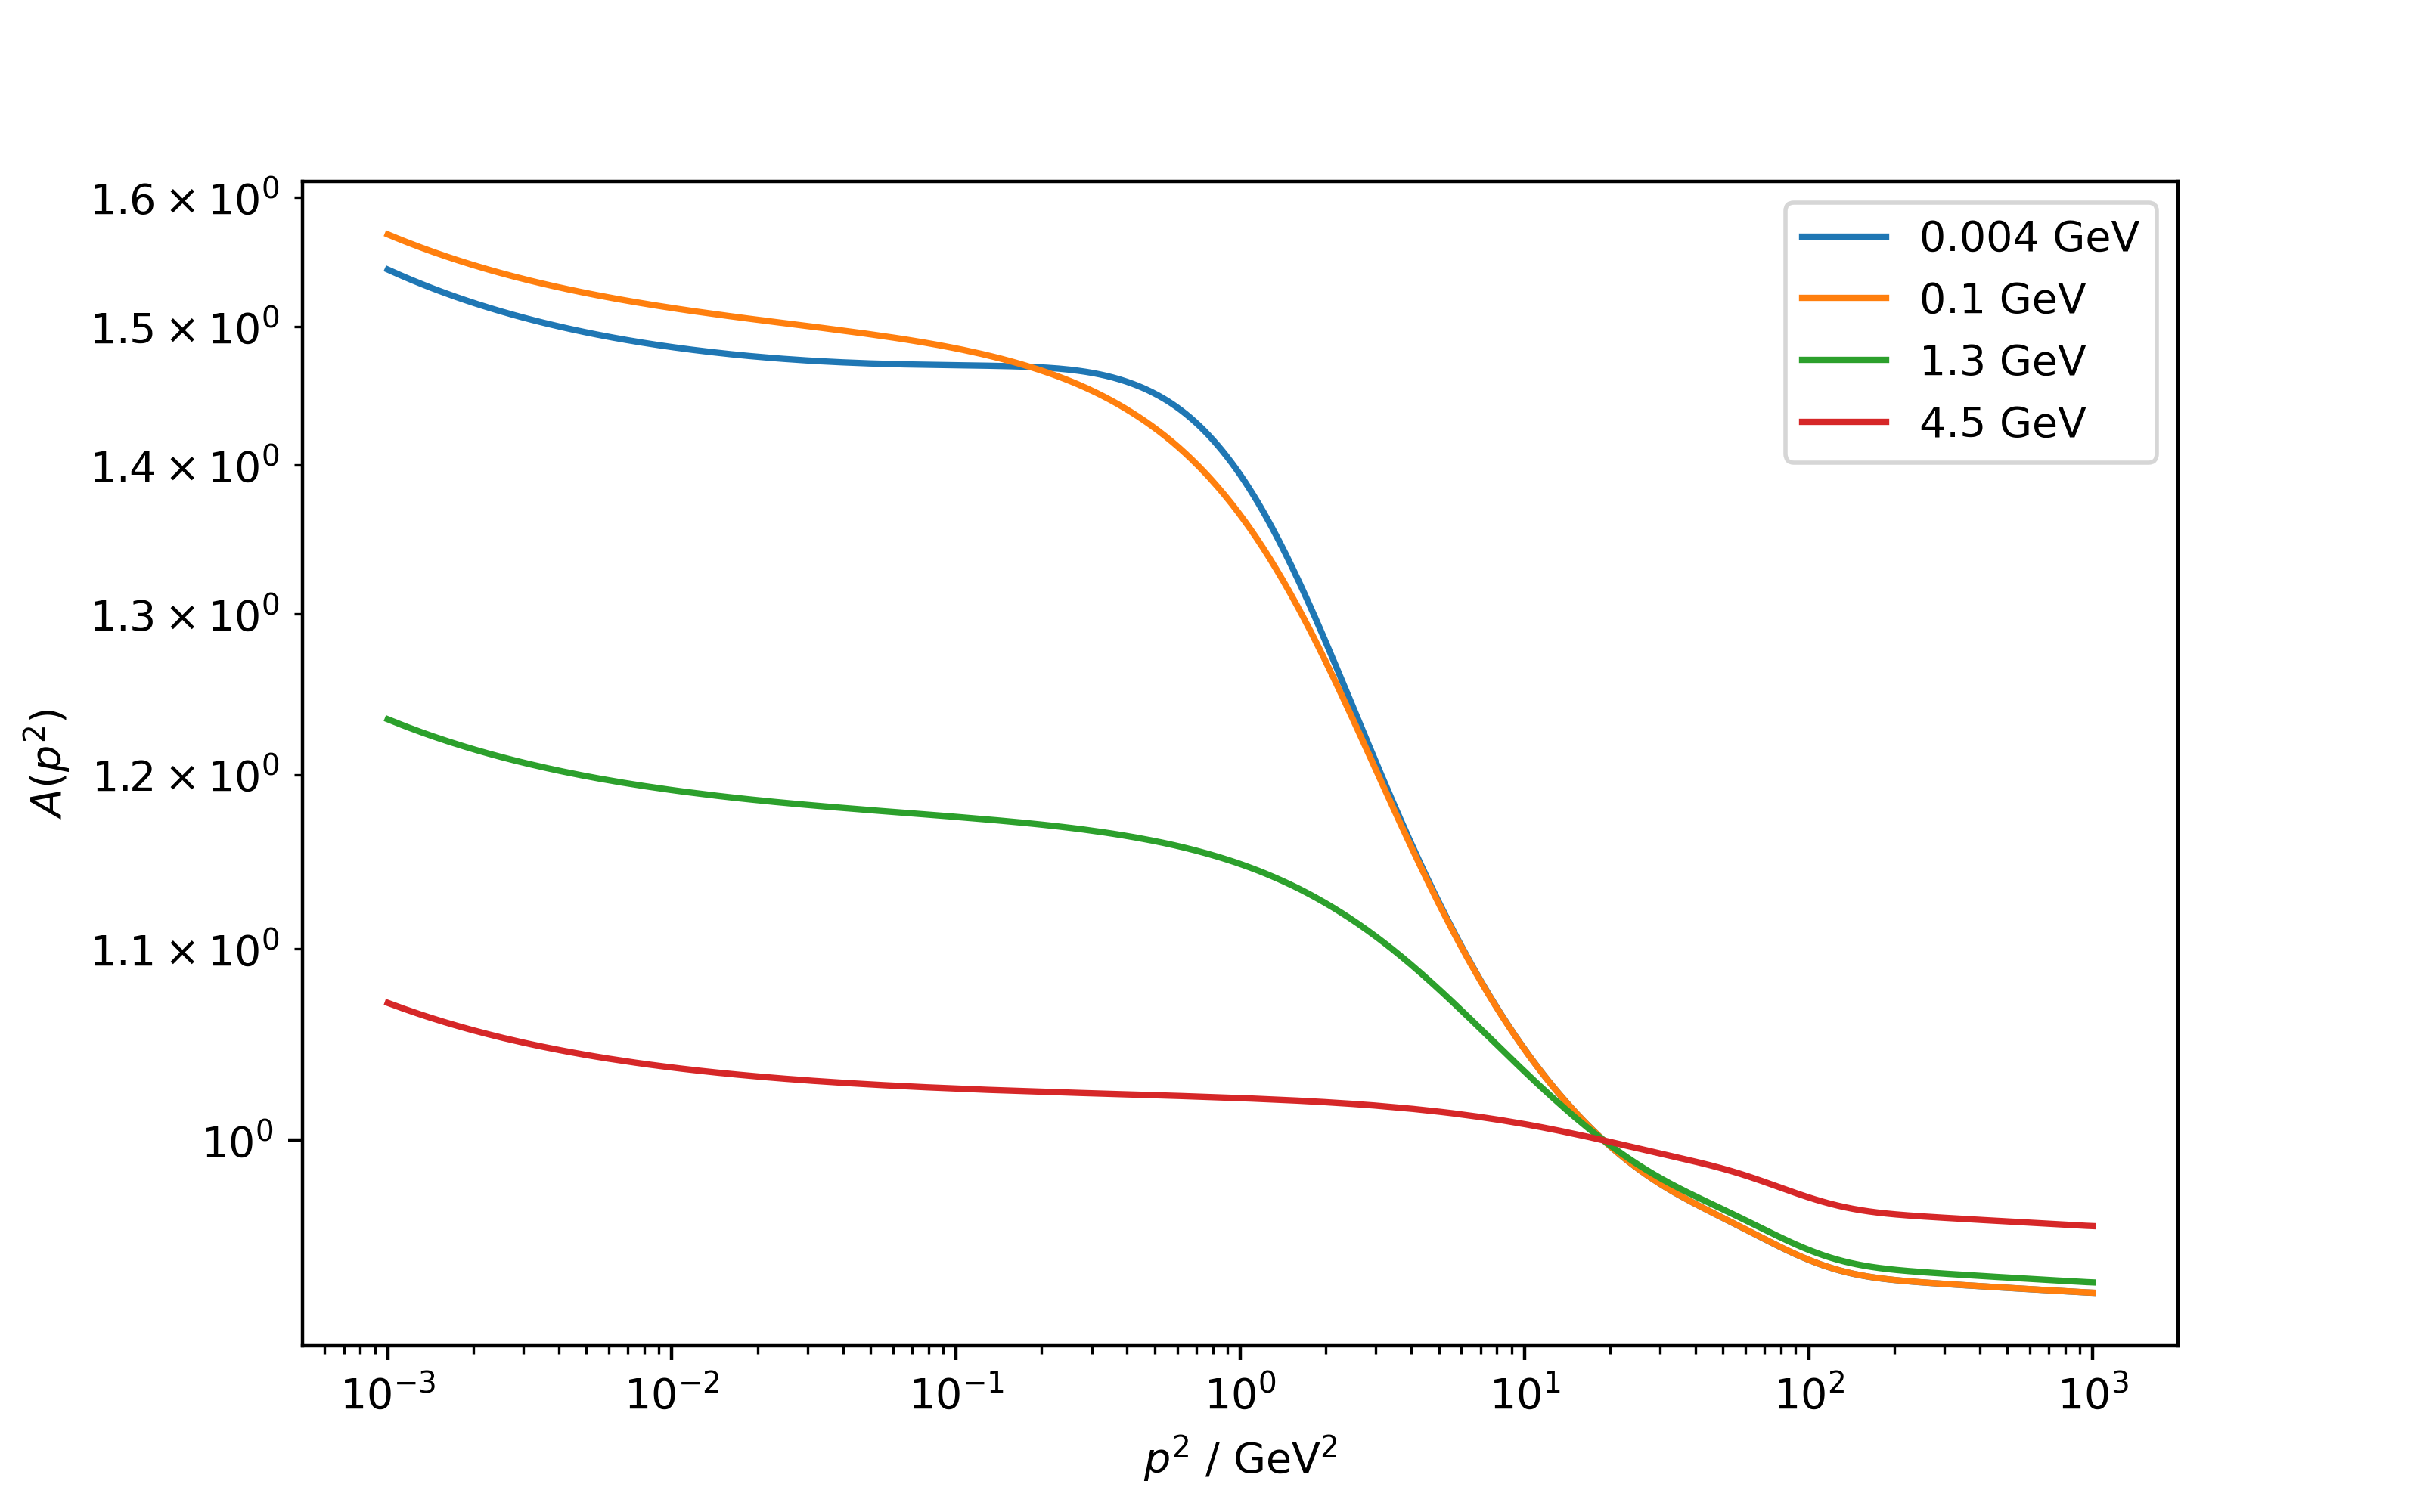 1.6 × 10⁰
1.5 × 10⁰
1.4 × 10⁰
1.3 × 10⁰
1.2 × 10⁰
1.1 × 10⁰
10⁰
A(p²)
0.004 GeV
0.1 GeV
1.3 GeV
4.5 GeV
10⁻³ 10⁻² 10⁻¹ 10⁰ 10¹ 10² 10³
p² / GeV²